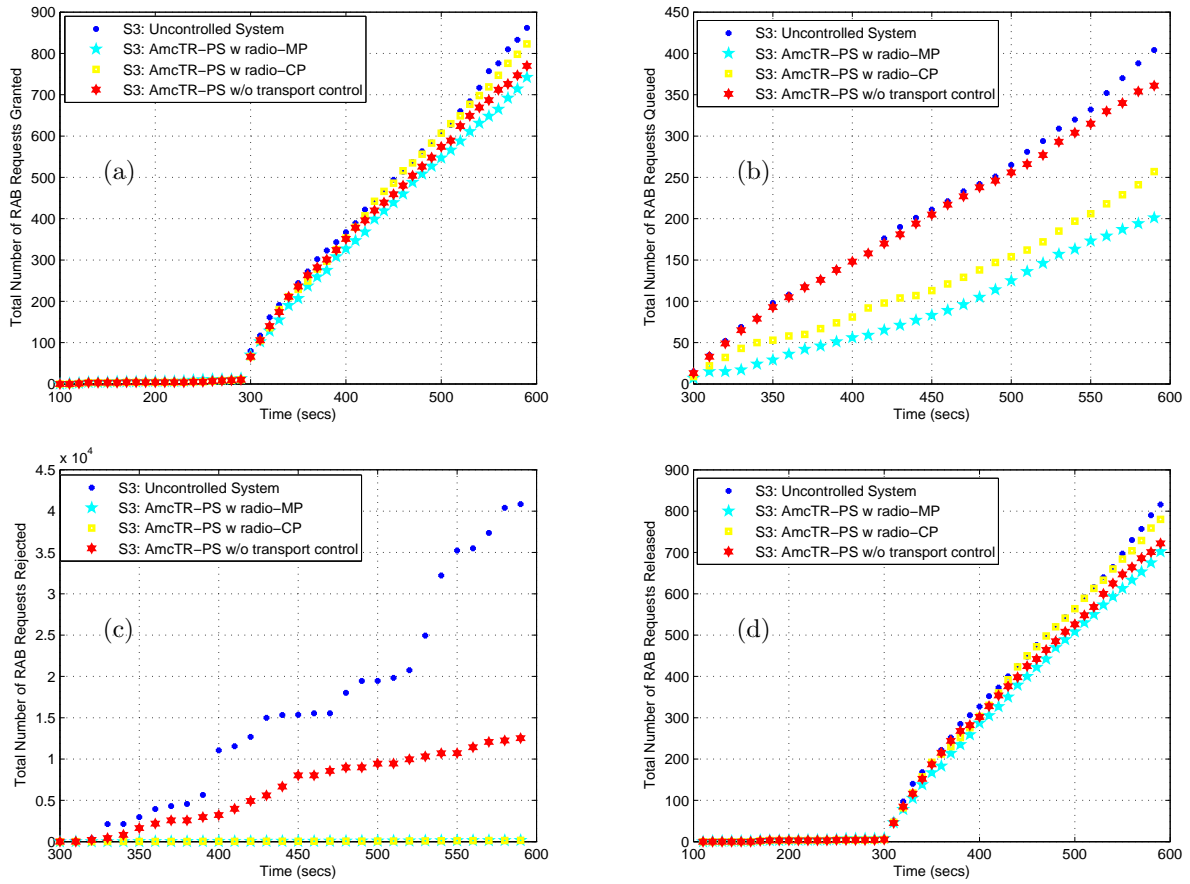 900
800
700
600
500
400
300
200
100
0
100
200
300
400
500
600
Time (secs)
Total Number of RAB Requests Granted
S3: Uncontrolled System
S3: AmcTR−PS w radio−MP
S3: AmcTR−PS w radio−CP
S3: AmcTR−PS w/o transport control
(a)
450
400
350
300
250
200
150
100
50
0
300
350
400
450
500
550
600
Time (secs)
Total Number of RAB Requests Queued
S3: Uncontrolled System
S3: AmcTR−PS w radio−MP
S3: AmcTR−PS w radio−CP
S3: AmcTR−PS w/o transport control
(b)
x 10^4
4.5
4
3.5
3
2.5
2
1.5
1
0.5
0
300
350
400
450
500
550
600
Time (secs)
Total Number of RAB Requests Rejected
S3: Uncontrolled System
S3: AmcTR−PS w radio−MP
S3: AmcTR−PS w radio−CP
S3: AmcTR−PS w/o transport control
(c)
900
800
700
600
500
400
300
200
100
0
100
200
300
400
500
600
Time (secs)
Total Number of RAB Requests Released
S3: Uncontrolled System
S3: AmcTR−PS w radio−MP
S3: AmcTR−PS w radio−CP
S3: AmcTR−PS w/o transport control
(d)